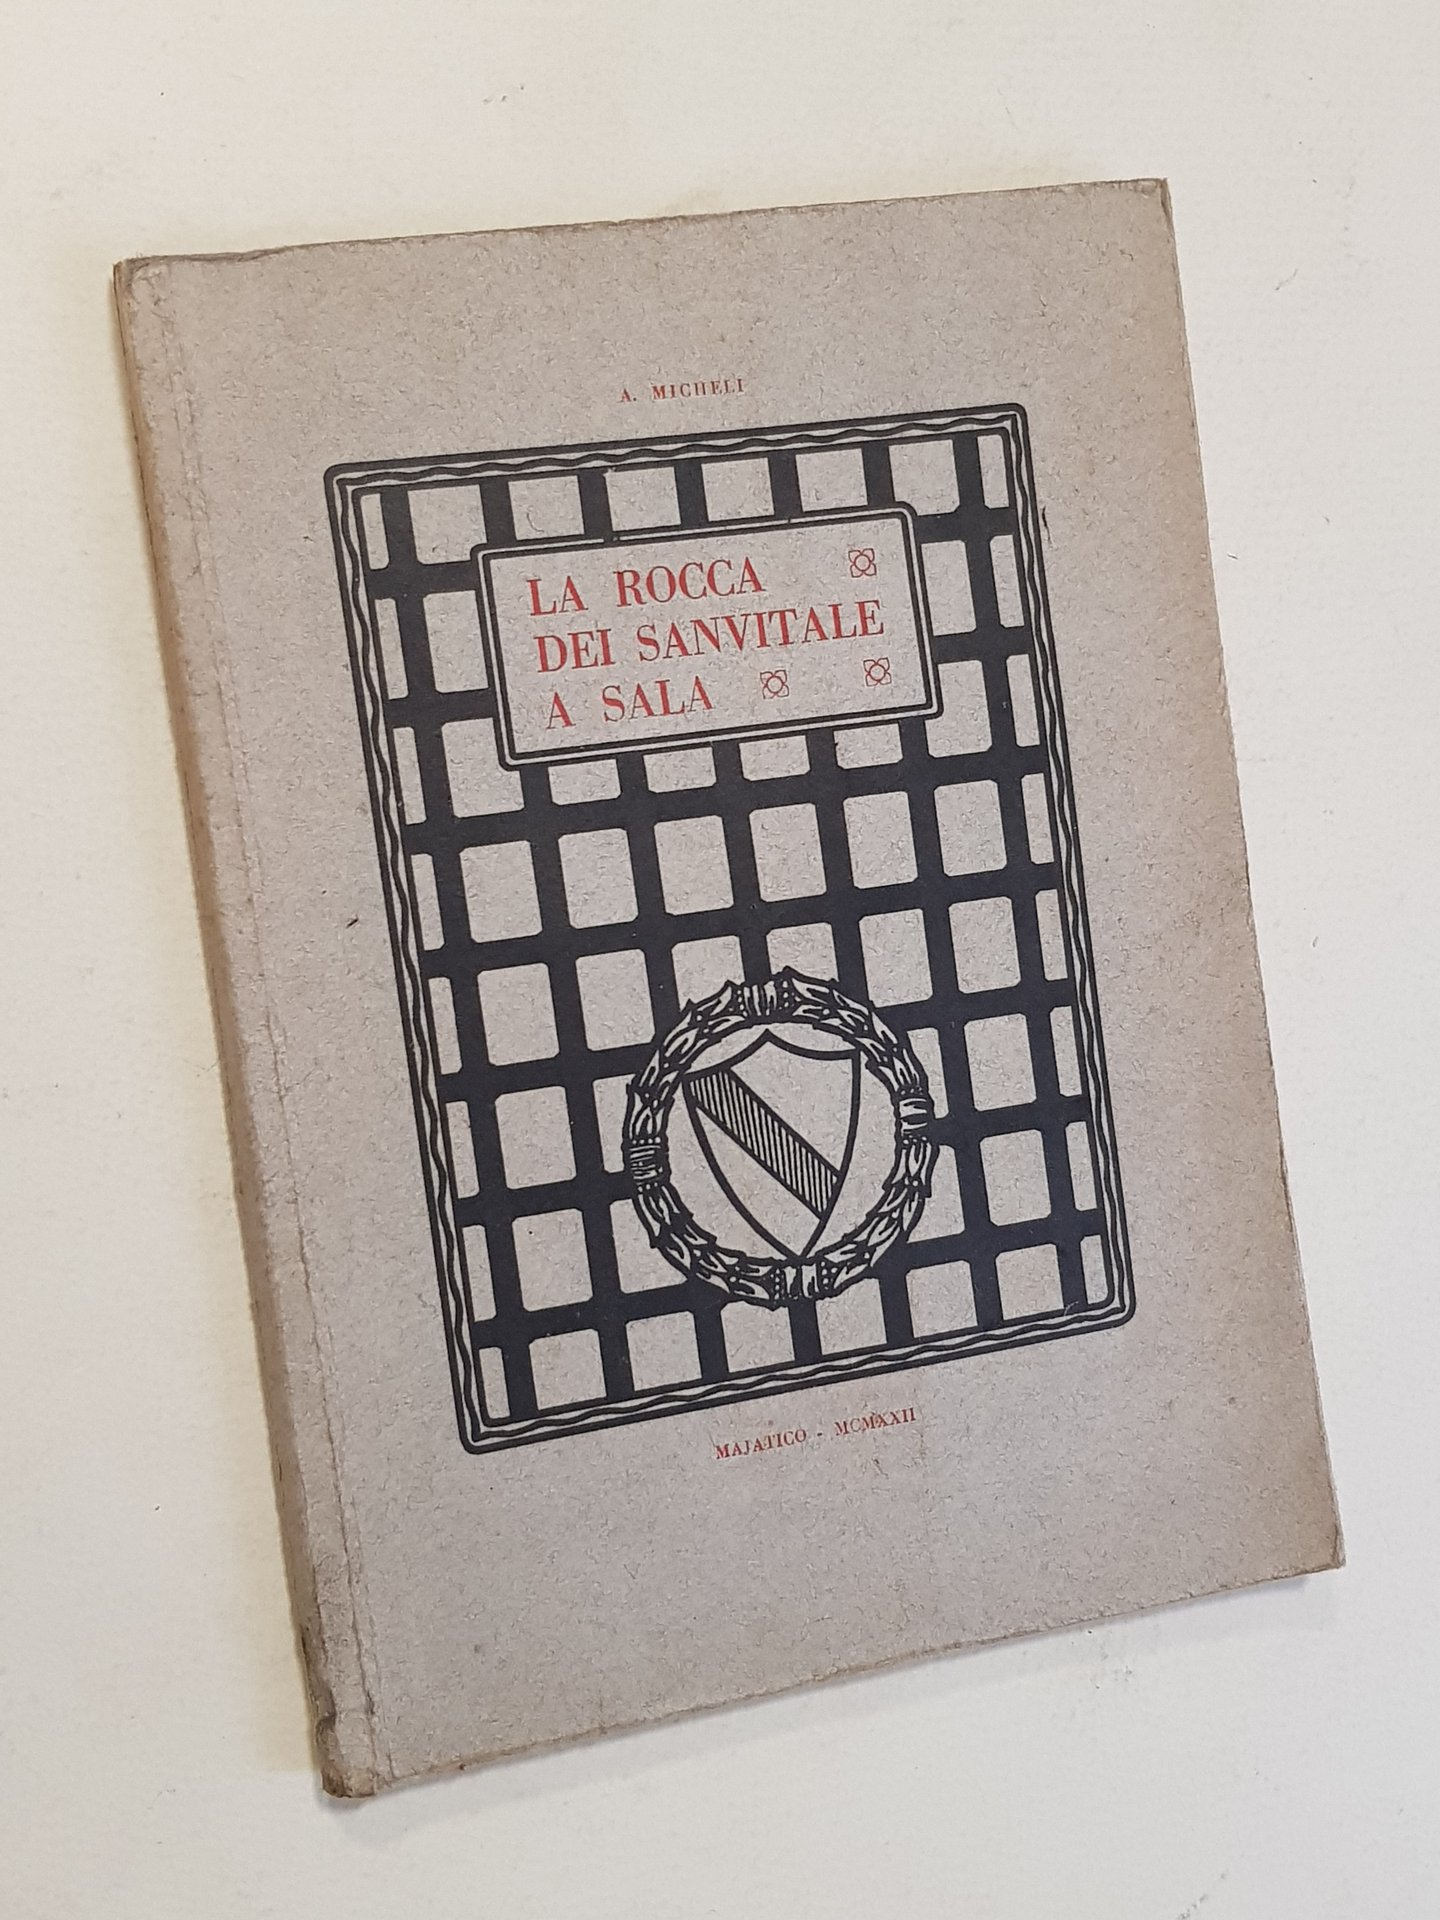 A. MICHELI
LA ROCCA
DEI SANVITALE
A SALA
MAJATICO - MCMXXII